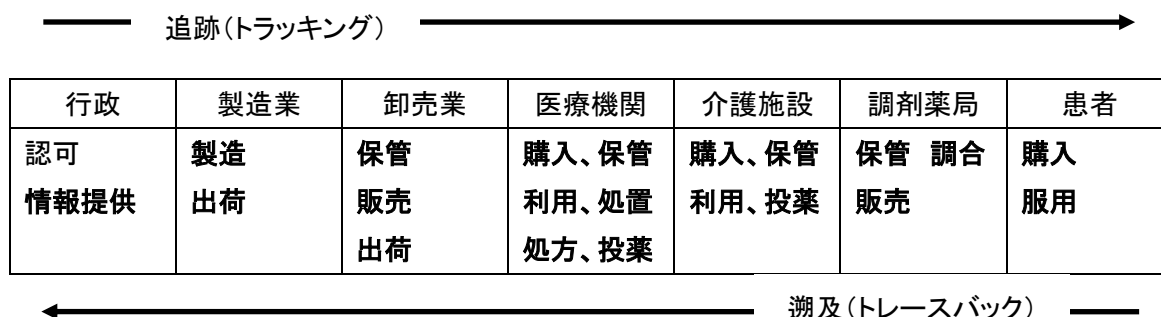 追跡（トラッキング）
行政 製造業 卸売業 医療機関 介護施設 調剤薬局 患者
認可 製造 保管 購入、保管 購入、保管 保管 調合 購入
情報提供 出荷 販売 利用、処置 利用、投薬 販売 服用
出荷 処方、投薬
遡及（トレースバック）